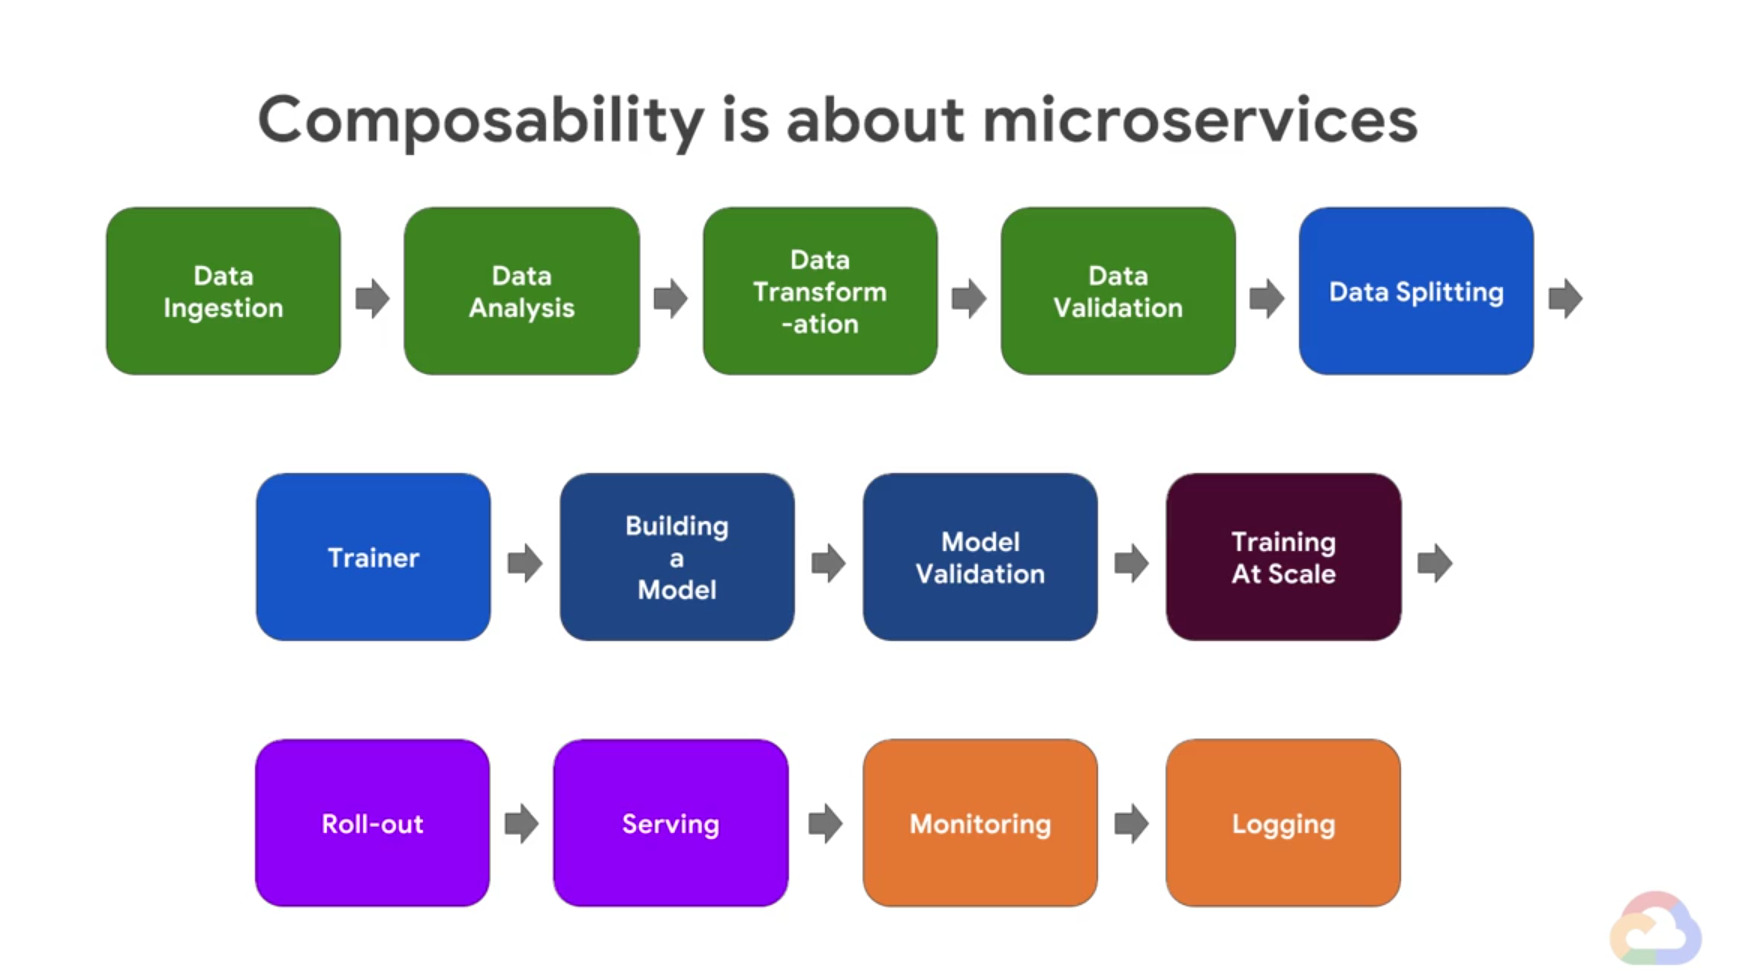 Composability is about microservices
Data
Ingestion
Data
Analysis
Data
Transform
-ation
Data
Validation
Data Splitting
Trainer
Building
a
Model
Model
Validation
Training
At Scale
Roll-out
Serving
Monitoring
Logging